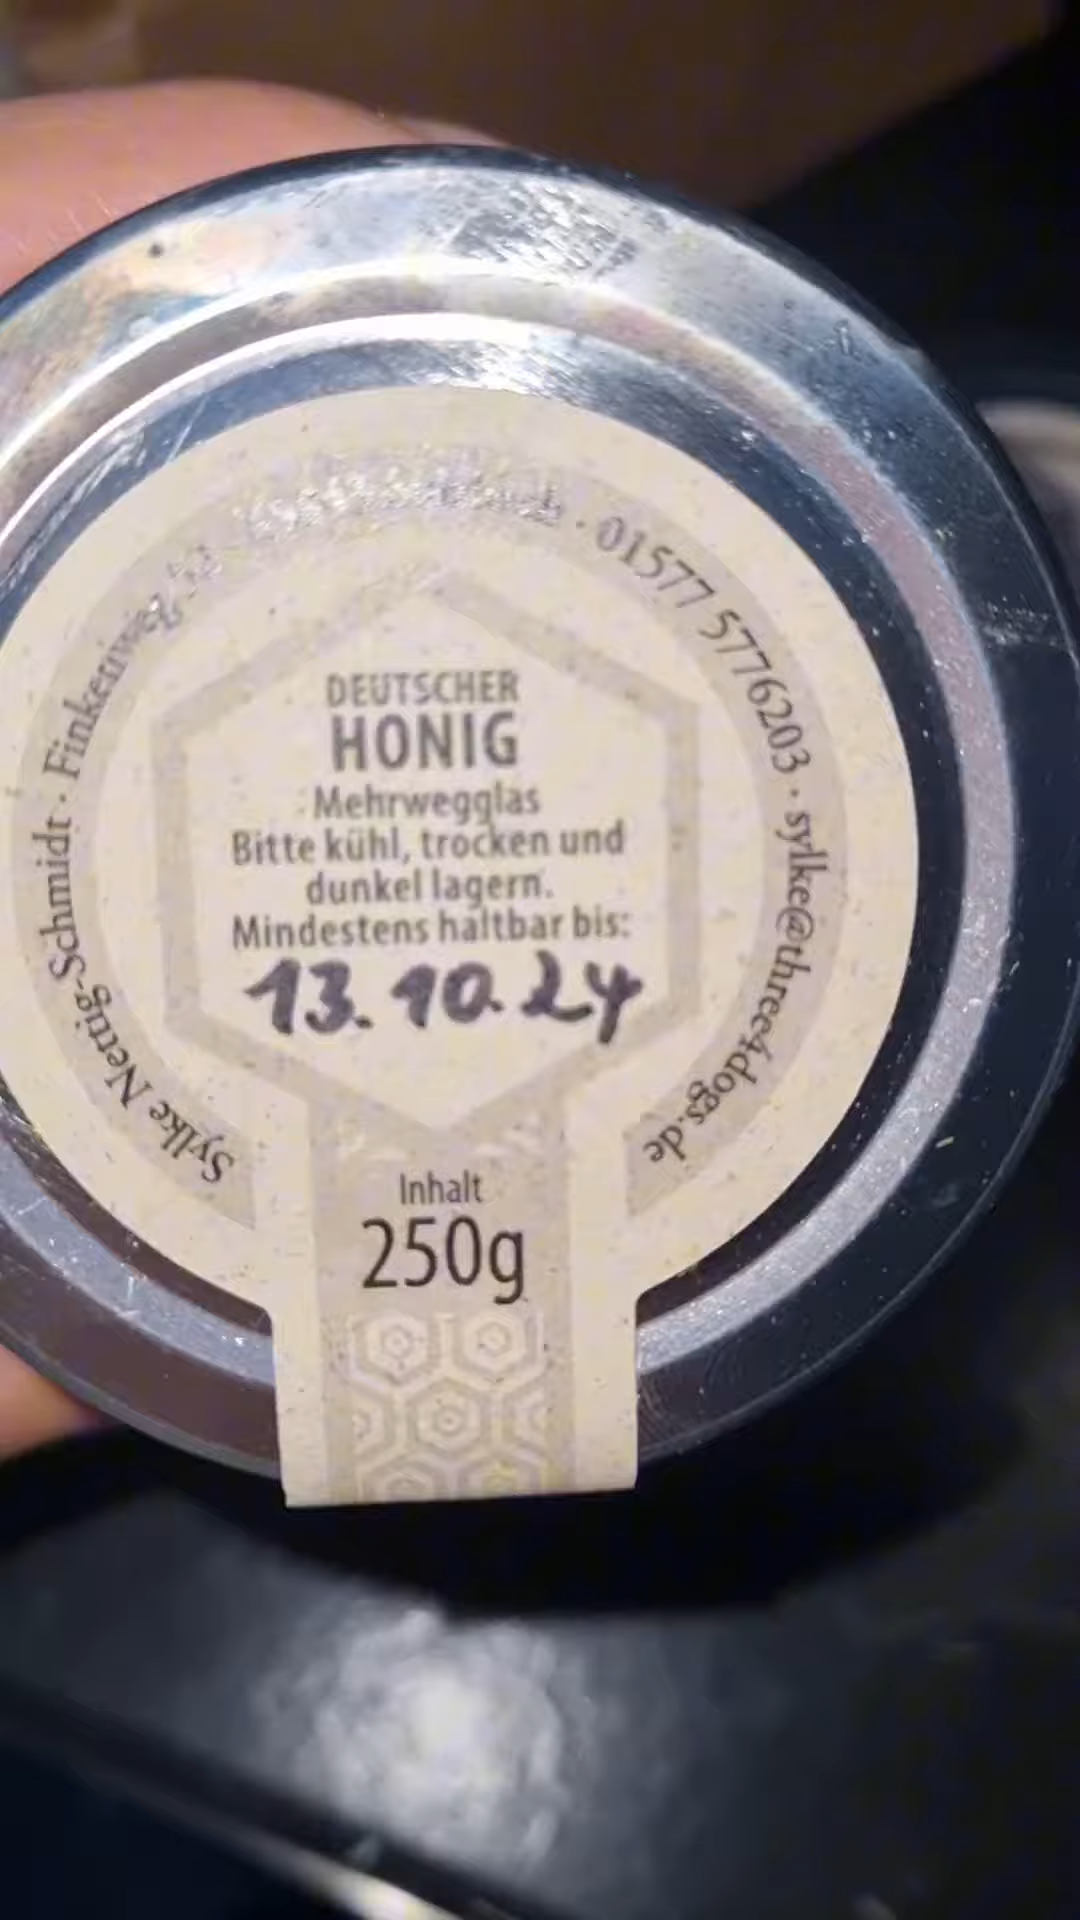 Sylke Nettig-Schmidt · Finkenweg · 01577 5776203 · sylke@three4dogs.de
DEUTSCHER
HONIG
Mehrwegglas
Bitte kühl, trocken und
dunkel lagern.
Mindestens haltbar bis:
13.10.24
Inhalt
250g